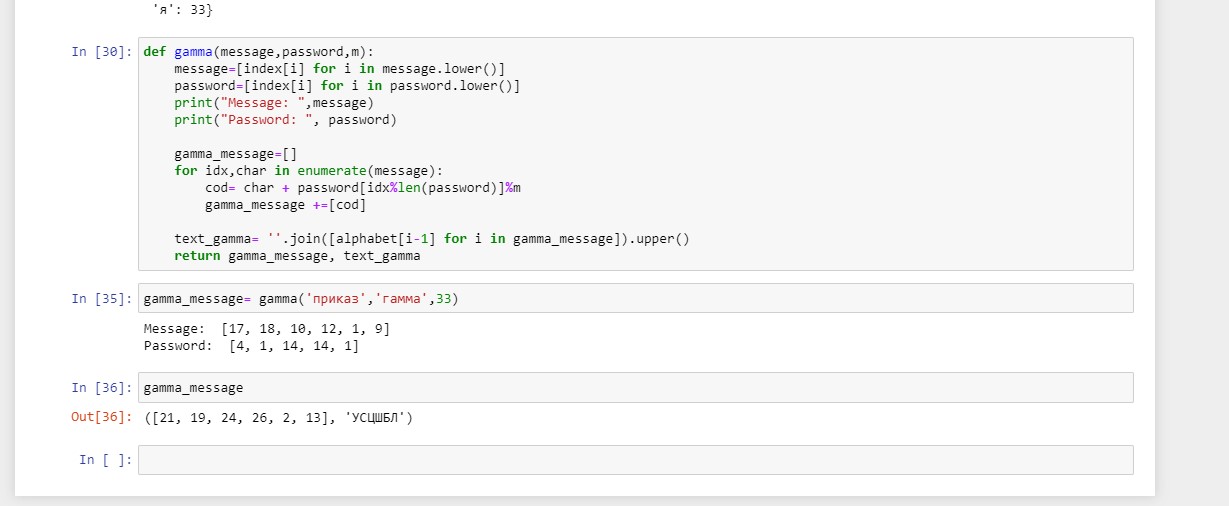 'я': 33}
In [30]: def gamma(message,password,m):
    message=[index[i] for i in message.lower()]
    password=[index[i] for i in password.lower()]
    print("Message: ",message)
    print("Password: ", password)
    gamma_message=[]
    for idx,char in enumerate(message):
        cod= char + password[idx%len(password)]%m
        gamma_message +=[cod]
    text_gamma= ''.join([alphabet[i-1] for i in gamma_message]).upper()
    return gamma_message, text_gamma
In [35]: gamma_message= gamma('приказ','гамма',33)
Message:  [17, 18, 10, 12, 1, 9]
Password:  [4, 1, 14, 14, 1]
In [36]: gamma_message
Out[36]: ([21, 19, 24, 26, 2, 13], 'УСЦШБЛ')
In [ ]: